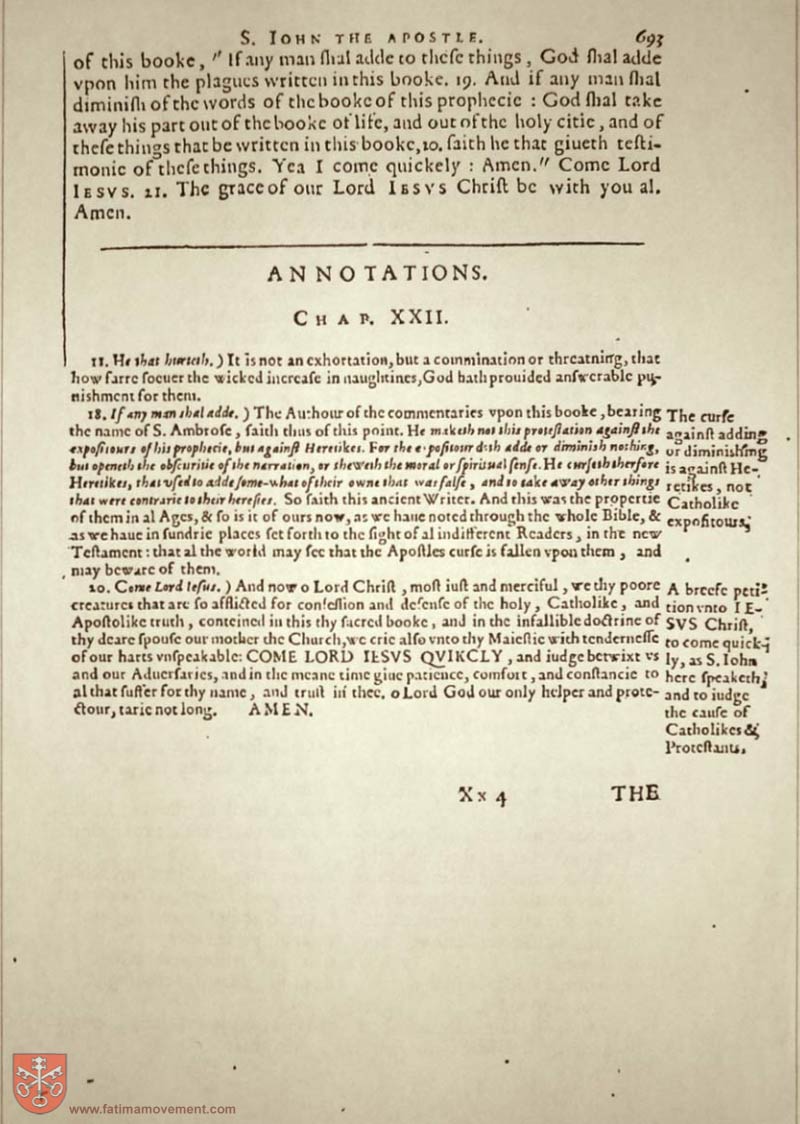 S. IOHN THE APOSTLE. 693
of this booke, " If any man ſhal adde to theſe things, God ſhal adde
vpon him the plagues written in this booke. 19. And if any man ſhal
diminiſh of the words of the booke of this prophecie : God ſhal take
away his part out of the booke of life, and out of the holy citie, and of
theſe things that be written in this booke, 20. ſaith he that giueth teſti-
monie of theſe things. Yea I come quickely : Amen." Come Lord
IESVS. 21. The grace of our Lord IESVS Chriſt be with you al.
Amen.
ANNOTATIONS.
CHAP. XXII.
11. He that hurteth. ) It is not an exhortation, but a commination or threatning, that
how farre ſoeuer the wicked increaſe in naughtines, God hath prouided anſwerable pu-
niſhment for them.
18. If any man ſhal adde. ) The Authour of the commentaries vpon this booke, bearing
the name of S. Ambroſe, ſaith thus of this point. He maketh not this proteſtation againſt the
expoſitours of his prophecie, but againſt Heretikes. For the expoſitour doth adde or diminiſh nothing,
but openeth the obſcuritie of the narration, or ſheweth the moral or ſpiritual ſenſe. He curſeth therfore
Heretikes, that vſed to adde ſome-what of their owne that was falſe, and to take away other things
that were contrarie to their hereſies. So ſaith this ancient Writer. And this was the propertie
of them in al Ages, & ſo is it of ours now, as we haue noted through the whole Bible, &
as we haue in ſundrie places ſet forth to the ſight of al indifferent Readers, in the new
Teſtament : that al the world may ſee that the Apoſtles curſe is fallen vpon them, and
may beware of them.
The curſe
againſt adding
or diminiſhing
is againſt He-
retikes, not
Catholike
expoſitours.
20. Come Lord Ieſus. ) And now o Lord Chriſt, moſt iuſt and merciful, we thy poore
creatures that are ſo afflicted for confeſſion and defenſe of the holy, Catholike, and
Apoſtolike truth, conteined in this thy ſacred booke, and in the infallible doctrine of
thy deare ſpouſe our mother the Church, we crie alſo vnto thy Maieſtie with tenderneſſe
of our harts vnſpeakable: COME LORD IESVS QVIKCLY, and iudge betwixt vs
and our Aduerſaries, and in the meane time giue patience, comfort, and conſtancie to
al that ſuffer for thy name, and truſt in thee. o Lord God our only helper and prote-
ctour, tarie not long. AMEN.
A breefe peti-
tion vnto IE-
SVS Chriſt,
to come quick-
ly, as S. Iohn
here ſpeaketh,
and to iudge
the cauſe of
Catholikes &
Proteſtants.
Xx 4 THE
www.fatimamovement.com